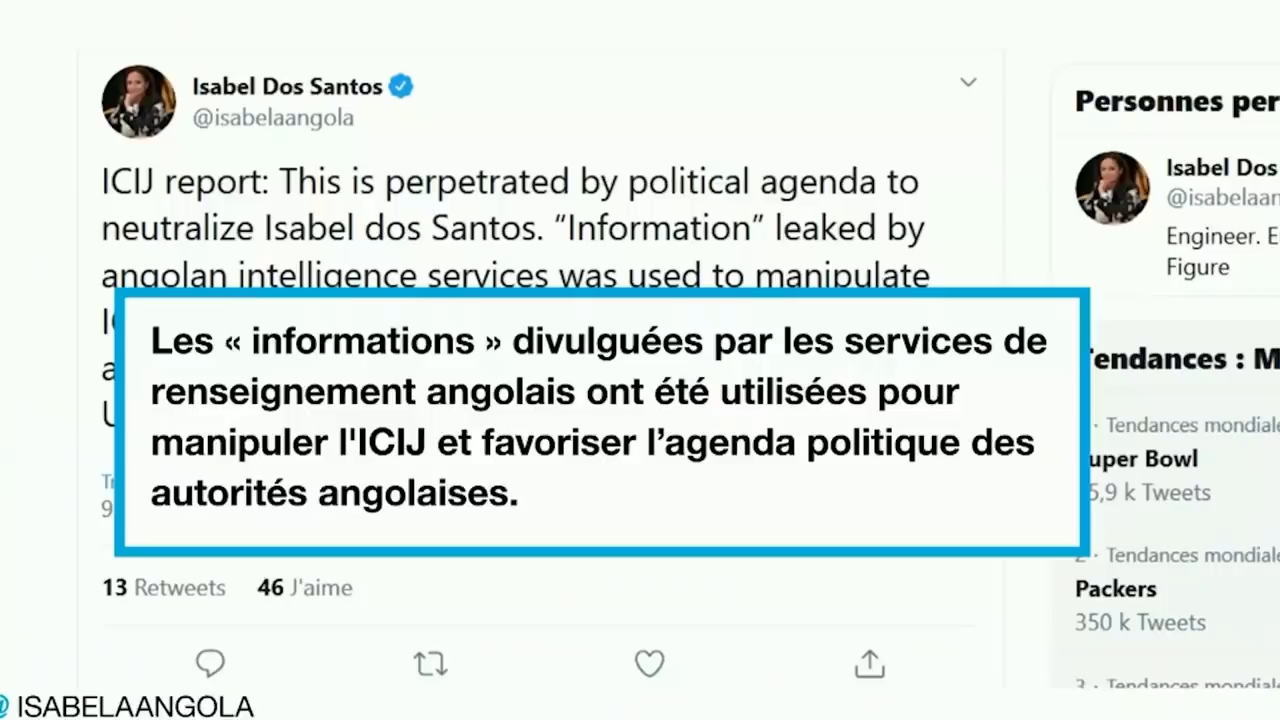 Isabel Dos Santos
@isabelaangola
ICIJ report: This is perpetrated by political agenda to
neutralize Isabel dos Santos. “Information” leaked by
angolan intelligence services was used to manipulate
Les « informations » divulguées par les services de
renseignement angolais ont été utilisées pour
manipuler l'ICIJ et favoriser l’agenda politique des
autorités angolaises.
13 Retweets 46 J'aime
Personnes per
Isabel Dos
@isabelaan
Engineer. E
Figure
Tendances : M
· Tendances mondiale
uper Bowl
5,9 k Tweets
2 · Tendances mondiale
Packers
350 k Tweets
3 · Tendances mondiale
@ ISABELAANGOLA